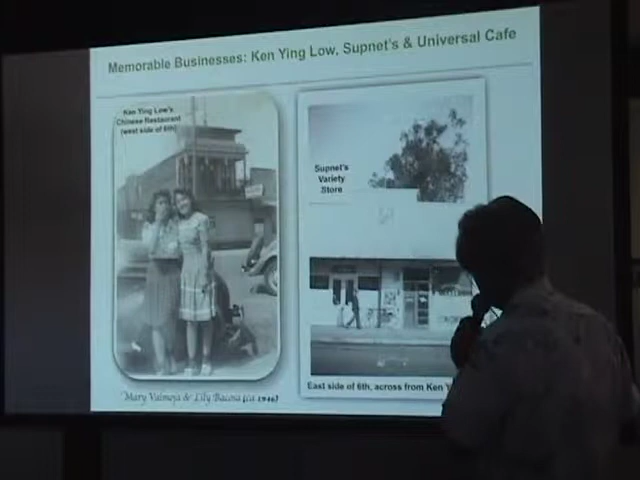 Memorable Businesses: Ken Ying Low, Supnet's & Universal Cafe
Ken Ying Low's
Chinese Restaurant
(west side of 6th)
Supnet's
Variety
Store
Mary Valmoja & Lily Bacosa (ca 1946)
East side of 6th, across from Ken Y